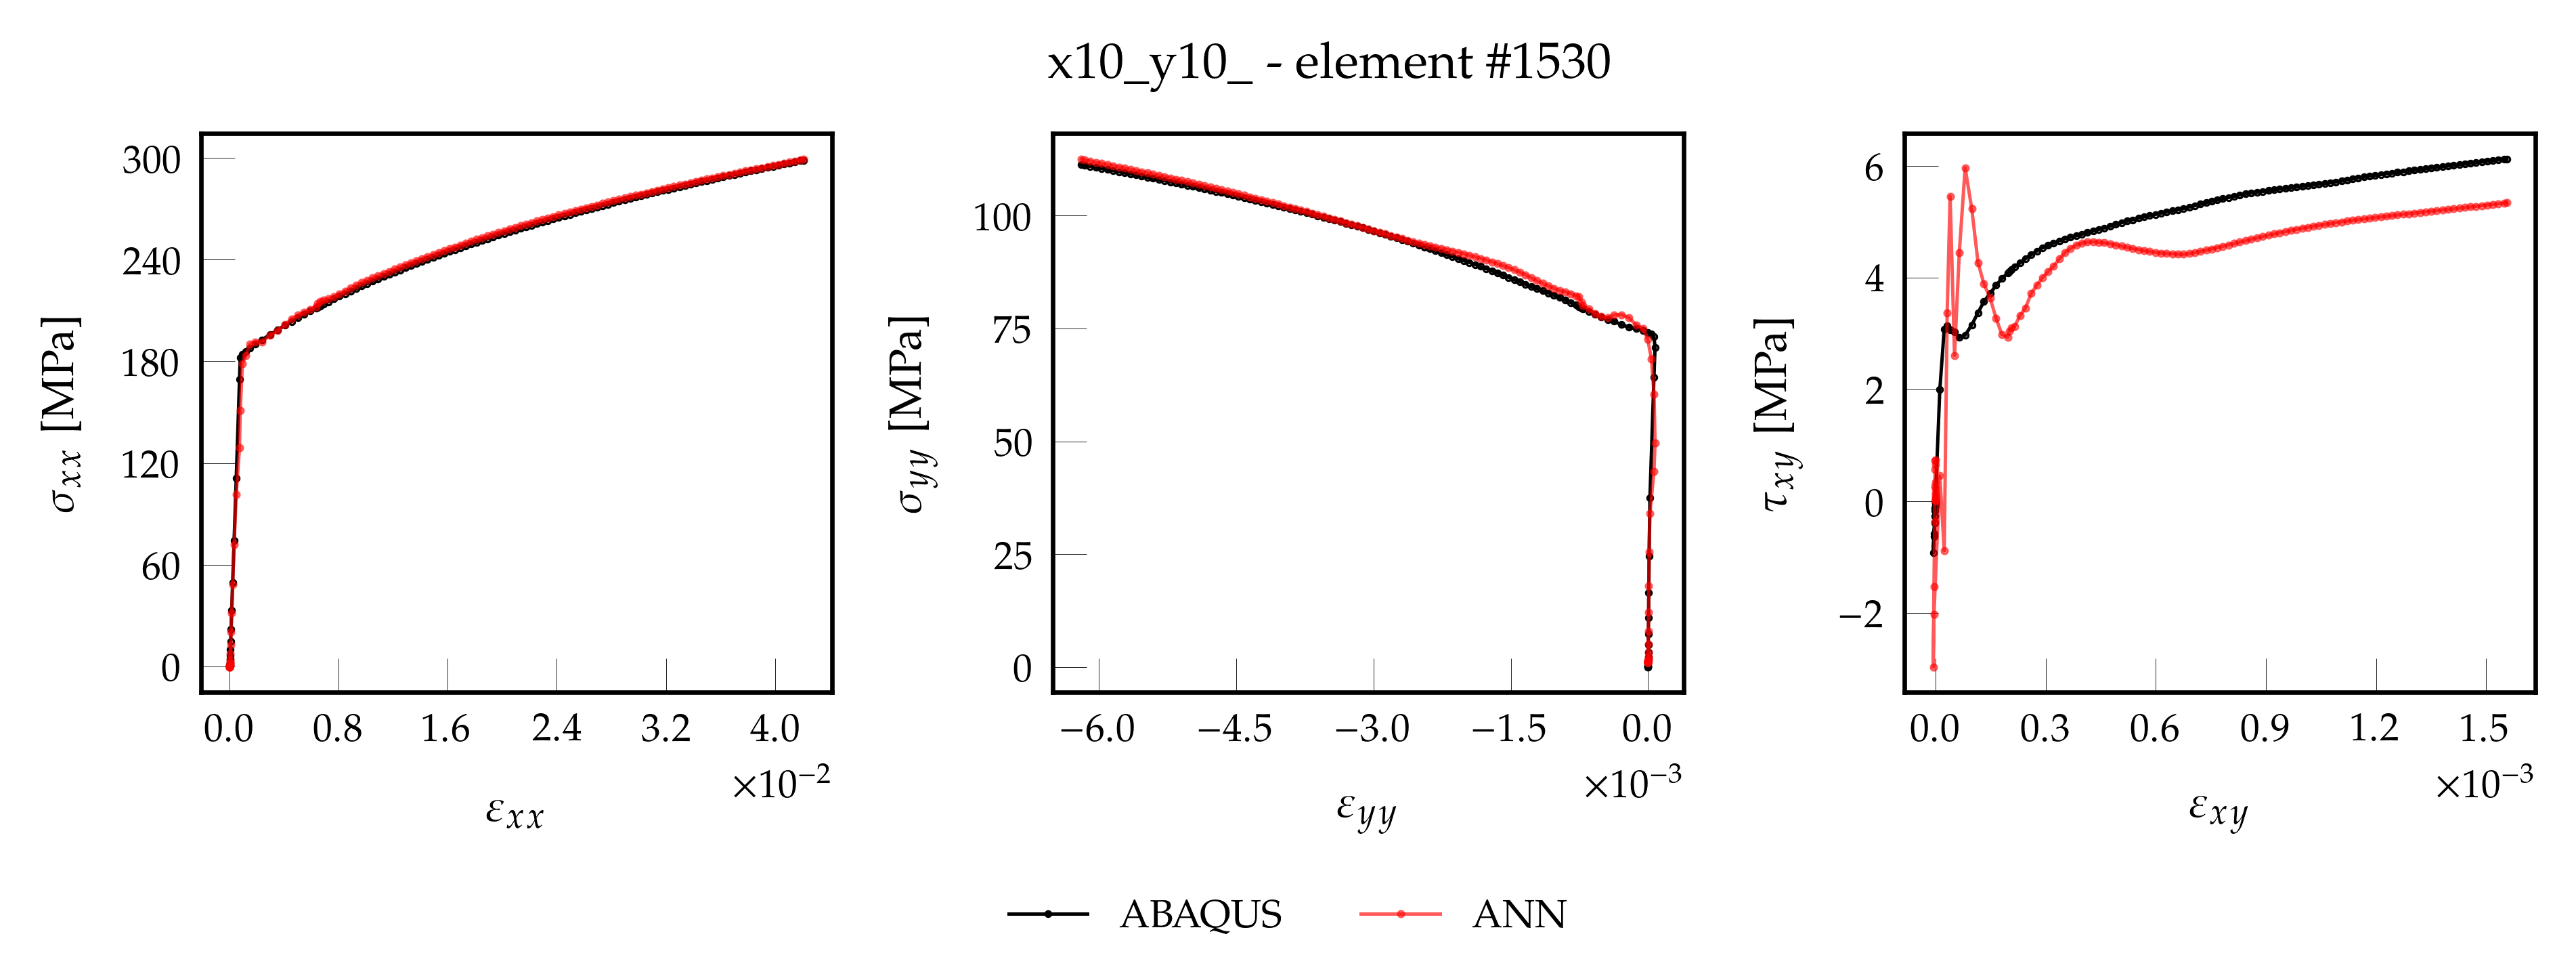 x10_y10_ - element #1530
300
240
180
120
60
0
σxx [MPa]
0.0 0.8 1.6 2.4 3.2 4.0
×10−2
εxx
100
75
50
25
0
σyy [MPa]
−6.0 −4.5 −3.0 −1.5 0.0
×10−3
εyy
6
4
2
0
−2
τxy [MPa]
0.0 0.3 0.6 0.9 1.2 1.5
×10−3
εxy
ABAQUS ANN